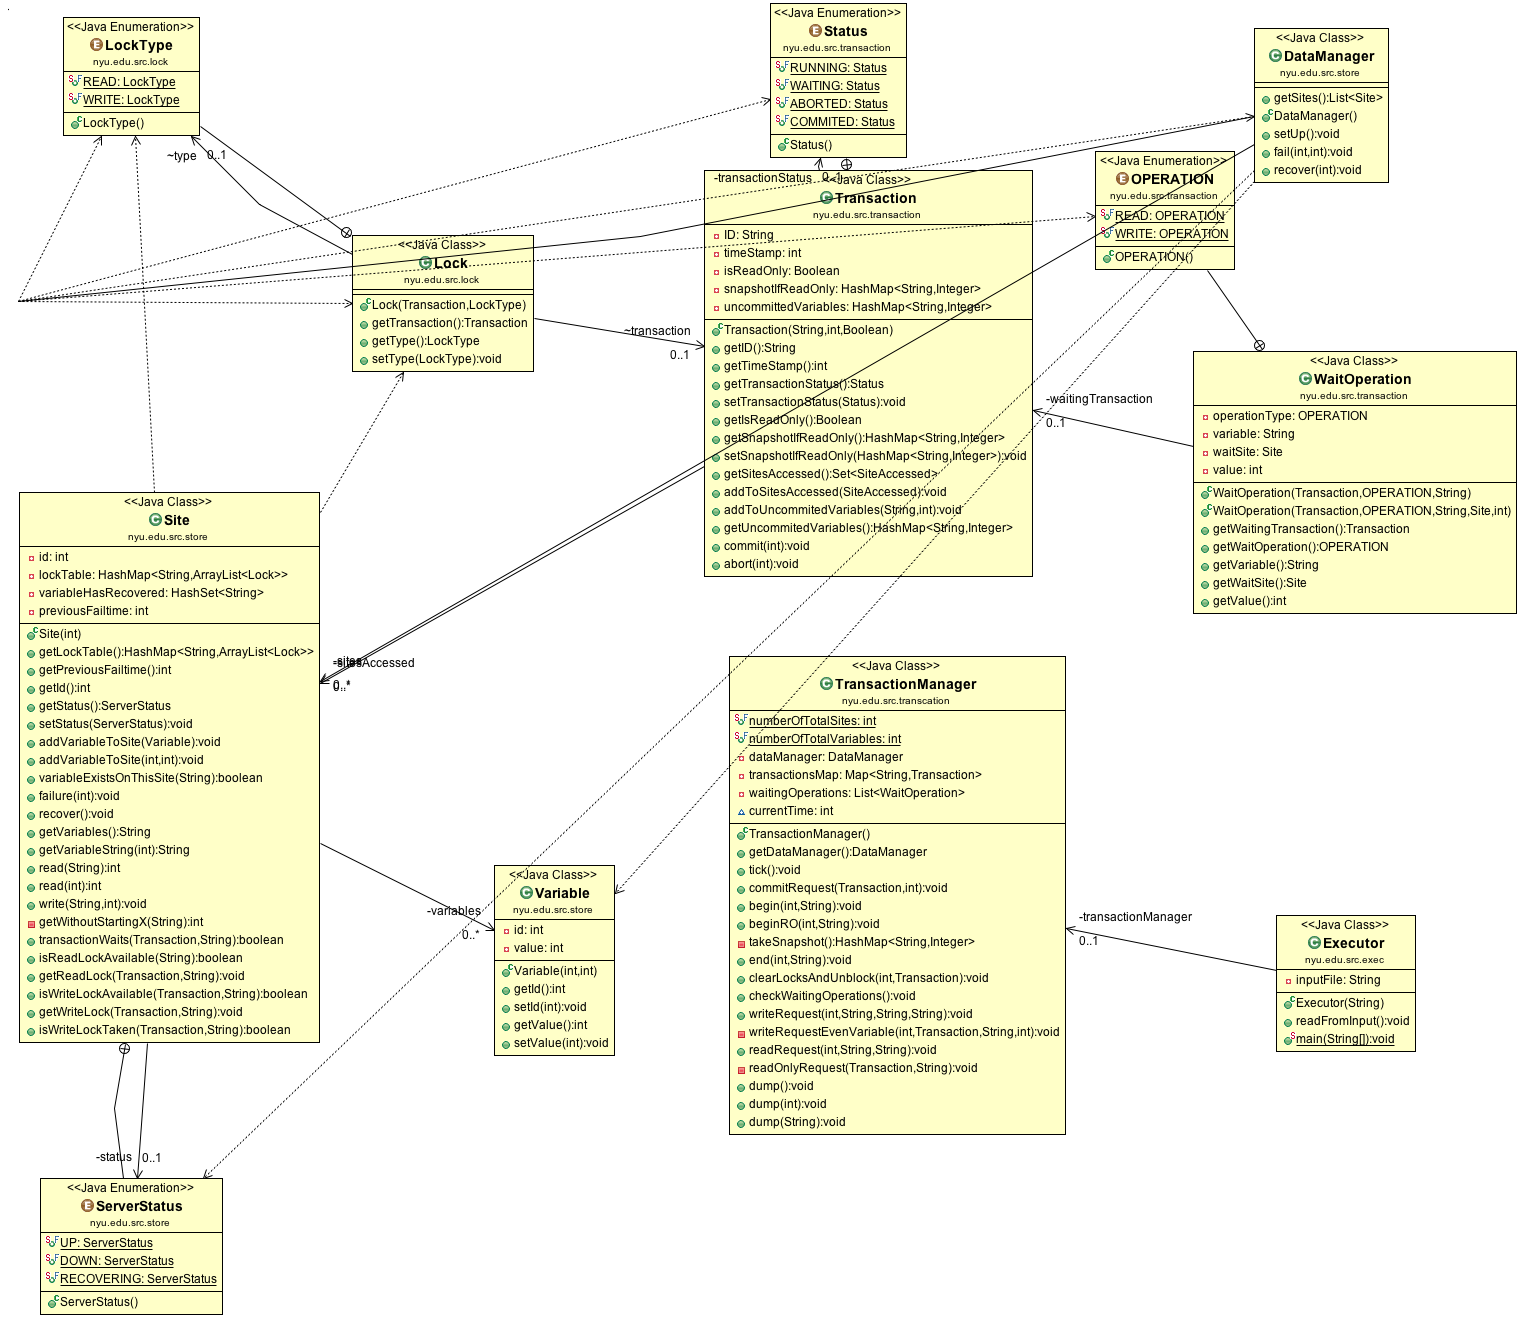 <<Java Enumeration>>
LockType
nyu.edu.src.lock
READ: LockType
WRITE: LockType
LockType()
<<Java Enumeration>>
Status
nyu.edu.src.transaction
RUNNING: Status
WAITING: Status
ABORTED: Status
COMMITED: Status
Status()
<<Java Class>>
DataManager
nyu.edu.src.store
getSites():List<Site>
DataManager()
setUp():void
fail(int,int):void
recover(int):void
~type 0..1
<<Java Class>>
Lock
nyu.edu.src.lock
Lock(Transaction,LockType)
getTransaction():Transaction
getType():LockType
setType(LockType):void
~transaction
0..1
-transactionStatus 0..1
<<Java Class>>
Transaction
nyu.edu.src.transaction
ID: String
timeStamp: int
isReadOnly: Boolean
snapshotIfReadOnly: HashMap<String,Integer>
uncommittedVariables: HashMap<String,Integer>
Transaction(String,int,Boolean)
getID():String
getTimeStamp():int
getTransactionStatus():Status
setTransactionStatus(Status):void
getIsReadOnly():Boolean
getSnapshotIfReadOnly():HashMap<String,Integer>
setSnapshotIfReadOnly(HashMap<String,Integer>):void
getSitesAccessed():Set<SiteAccessed>
addToSitesAccessed(SiteAccessed):void
addToUncommitedVariables(String,int):void
getUncommitedVariables():HashMap<String,Integer>
commit(int):void
abort(int):void
<<Java Enumeration>>
OPERATION
nyu.edu.src.transaction
READ: OPERATION
WRITE: OPERATION
OPERATION()
-waitingTransaction
0..1
<<Java Class>>
WaitOperation
nyu.edu.src.transaction
operationType: OPERATION
variable: String
waitSite: Site
value: int
WaitOperation(Transaction,OPERATION,String)
WaitOperation(Transaction,OPERATION,String,Site,int)
getWaitingTransaction():Transaction
getWaitOperation():OPERATION
getVariable():String
getWaitSite():Site
getValue():int
<<Java Class>>
Site
nyu.edu.src.store
id: int
lockTable: HashMap<String,ArrayList<Lock>>
variableHasRecovered: HashSet<String>
previousFailtime: int
Site(int)
getLockTable():HashMap<String,ArrayList<Lock>>
getPreviousFailtime():int
getId():int
getStatus():ServerStatus
setStatus(ServerStatus):void
addVariableToSite(Variable):void
addVariableToSite(int,int):void
variableExistsOnThisSite(String):boolean
failure(int):void
recover():void
getVariables():String
getVariableString(int):String
read(String):int
read(int):int
write(String,int):void
getWithoutStartingX(String):int
transactionWaits(Transaction,String):boolean
isReadLockAvailable(String):boolean
getReadLock(Transaction,String):void
isWriteLockAvailable(Transaction,String):boolean
getWriteLock(Transaction,String):void
isWriteLockTaken(Transaction,String):boolean
0..*
-variables
0..*
<<Java Class>>
Variable
nyu.edu.src.store
id: int
value: int
Variable(int,int)
getId():int
setId(int):void
getValue():int
setValue(int):void
<<Java Class>>
TransactionManager
nyu.edu.src.transcation
numberOfTotalSites: int
numberOfTotalVariables: int
dataManager: DataManager
transactionsMap: Map<String,Transaction>
waitingOperations: List<WaitOperation>
currentTime: int
TransactionManager()
getDataManager():DataManager
tick():void
commitRequest(Transaction,int):void
begin(int,String):void
beginRO(int,String):void
takeSnapshot():HashMap<String,Integer>
end(int,String):void
clearLocksAndUnblock(int,Transaction):void
checkWaitingOperations():void
writeRequest(int,String,String,String):void
writeRequestEvenVariable(int,Transaction,String,int):void
readRequest(int,String,String):void
readOnlyRequest(Transaction,String):void
dump():void
dump(int):void
dump(String):void
-transactionManager
0..1
<<Java Class>>
Executor
nyu.edu.src.exec
inputFile: String
Executor(String)
readFromInput():void
main(String[]):void
-status 0..1
<<Java Enumeration>>
ServerStatus
nyu.edu.src.store
UP: ServerStatus
DOWN: ServerStatus
RECOVERING: ServerStatus
ServerStatus()